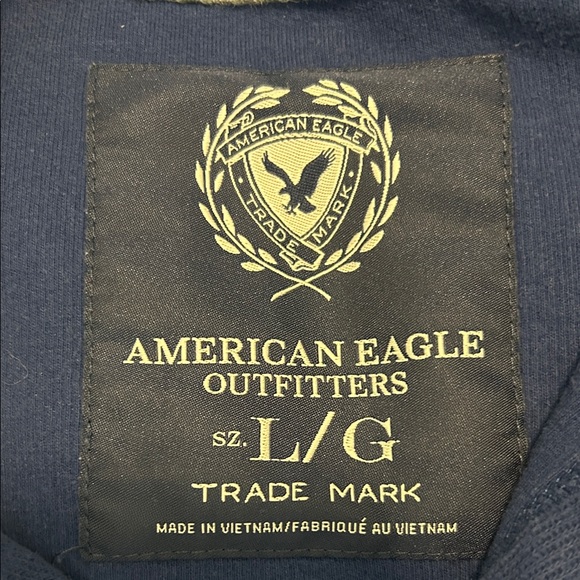 AMERICAN EAGLE
TRADE MARK
AMERICAN EAGLE
OUTFITTERS
SZ. L/G
TRADE MARK
MADE IN VIETNAM/FABRIQUÉ AU VIETNAM